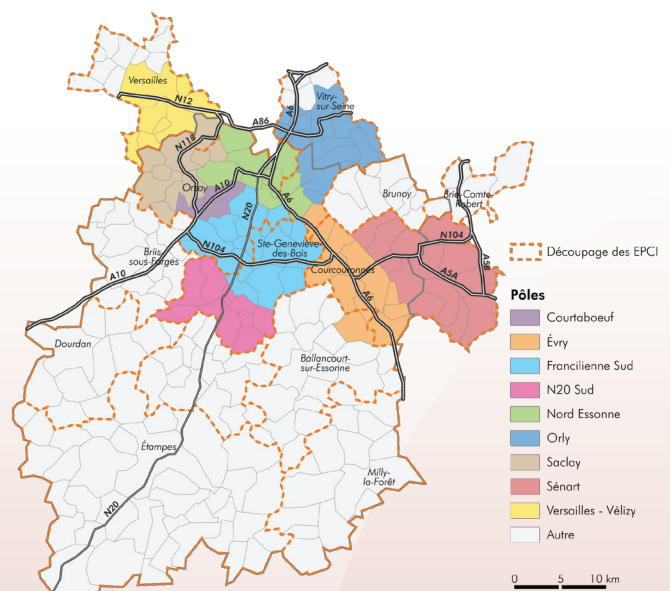 Versailles
N12
Vitry-
sur-Seine
A6
A86
N118
Orsay
A10
Brunoy
Brie-Comte-
Robert
A6
N20
N104
Ste-Geneviève-
des-Bois
N104
A5B
Briis
sous-Forges
Courcouronnes
A5A
A10
A6
Dourdan
Ballancourt-
sur-Essonne
Étampes
Milly-
la-Forêt
N20
Découpage des EPCI
Pôles
Courtaboeuf
Évry
Francilienne Sud
N20 Sud
Nord Essonne
Orly
Saclay
Sénart
Versailles - Vélizy
Autre
0 5 10 km